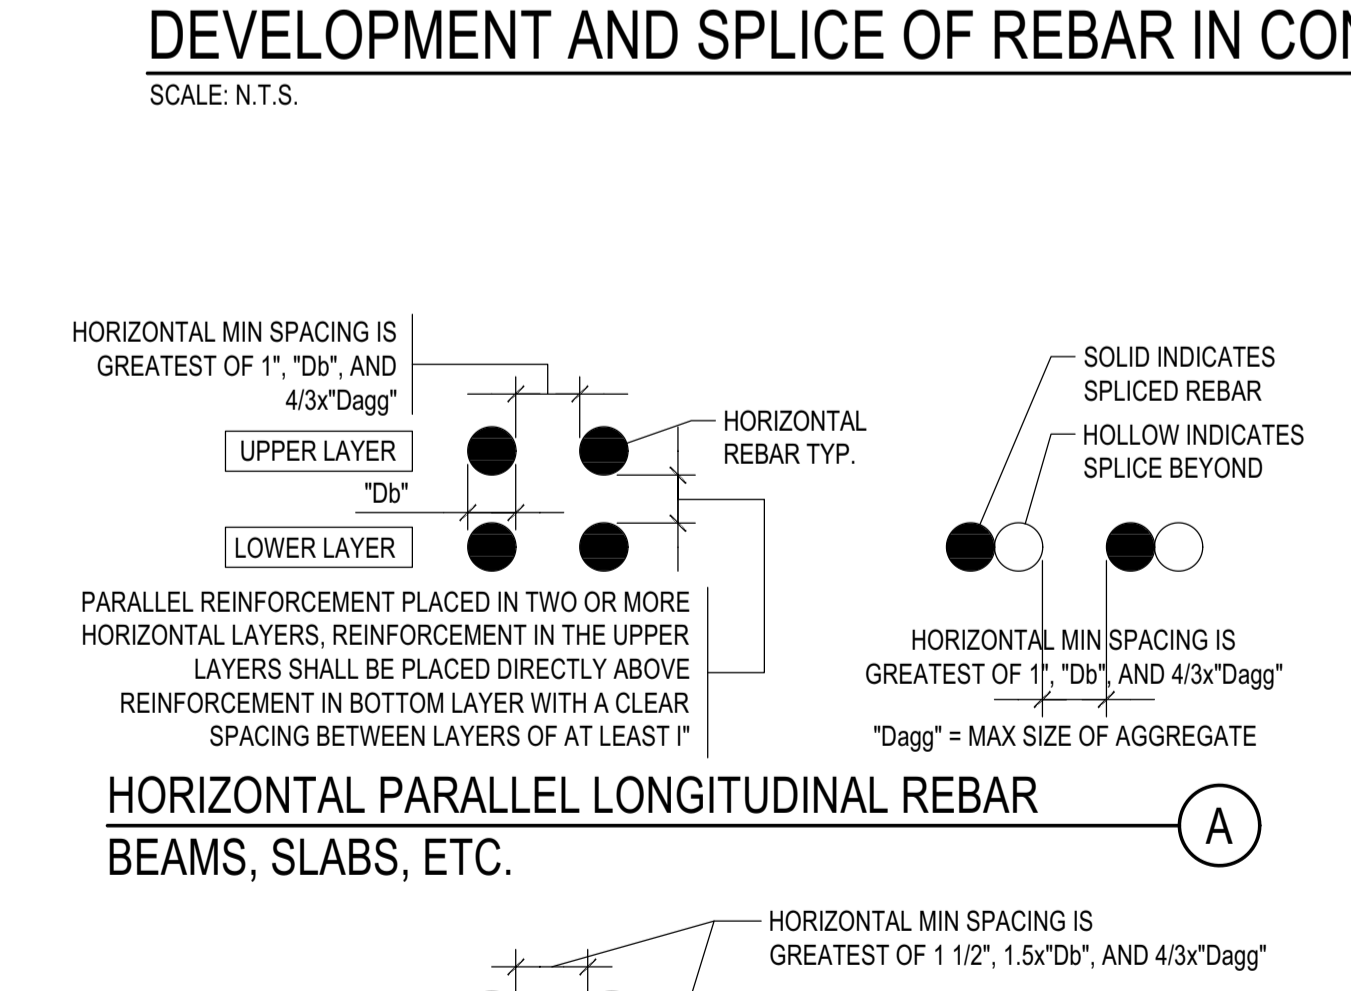 DEVELOPMENT AND SPLICE OF REBAR IN
SCALE: N.T.S.
HORIZONTAL MIN SPACING IS
GREATEST OF 1", "Db", AND
4/3x"Dagg"
UPPER LAYER
"Db"
LOWER LAYER
HORIZONTAL
REBAR TYP.
PARALLEL REINFORCEMENT PLACED IN TWO OR MORE
HORIZONTAL LAYERS, REINFORCEMENT IN THE UPPER
LAYERS SHALL BE PLACED DIRECTLY ABOVE
REINFORCEMENT IN BOTTOM LAYER WITH A CLEAR
SPACING BETWEEN LAYERS OF AT LEAST I"
SOLID INDICATES
SPLICED REBAR
HOLLOW INDICATES
SPLICE BEYOND
HORIZONTAL MIN SPACING IS
GREATEST OF 1", "Db", AND 4/3x"Dagg"
"Dagg" = MAX SIZE OF AGGREGATE
HORIZONTAL PARALLEL LONGITUDINAL REBAR
BEAMS, SLABS, ETC.
A
HORIZONTAL MIN SPACING IS
GREATEST OF 1 1/2", 1.5x"Db", AND 4/3x"Dagg"